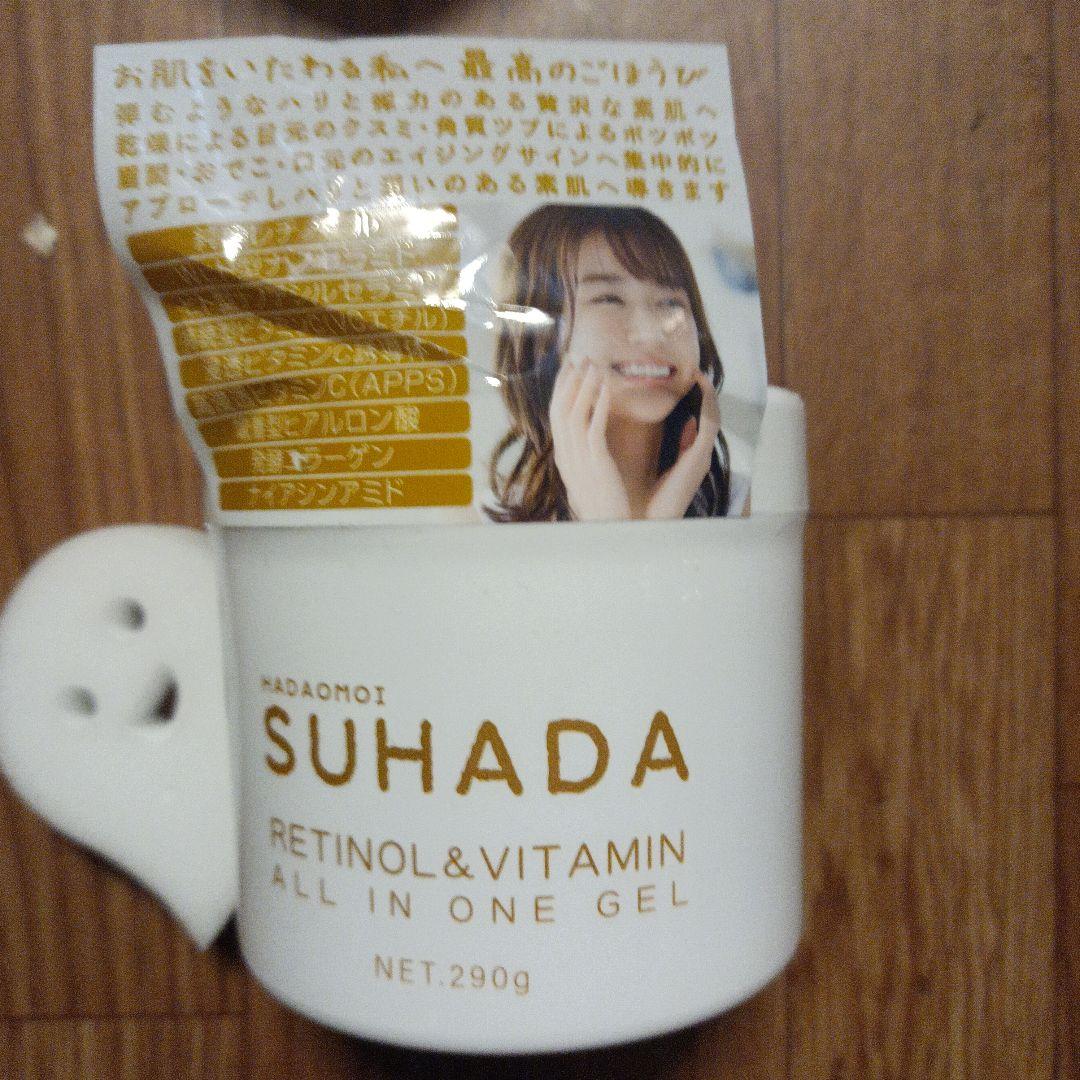 お肌をいたわる私へ 最高のごほうび
弾むようなハリと弾力のある贅沢な素肌へ
乾燥による目元のクスミ・角質ツブによるポツポツ
眉間・おでこ・口元のエイジングサインへ集中的に
アプローチしハリと潤いのある素肌へ導きます
ビタミンC(APPS)
ヒアルロン酸
コラーゲン
ナイアシンアミド
HADAOMOI
SUHADA
RETINOL&VITAMIN
ALL IN ONE GEL
NET.290g